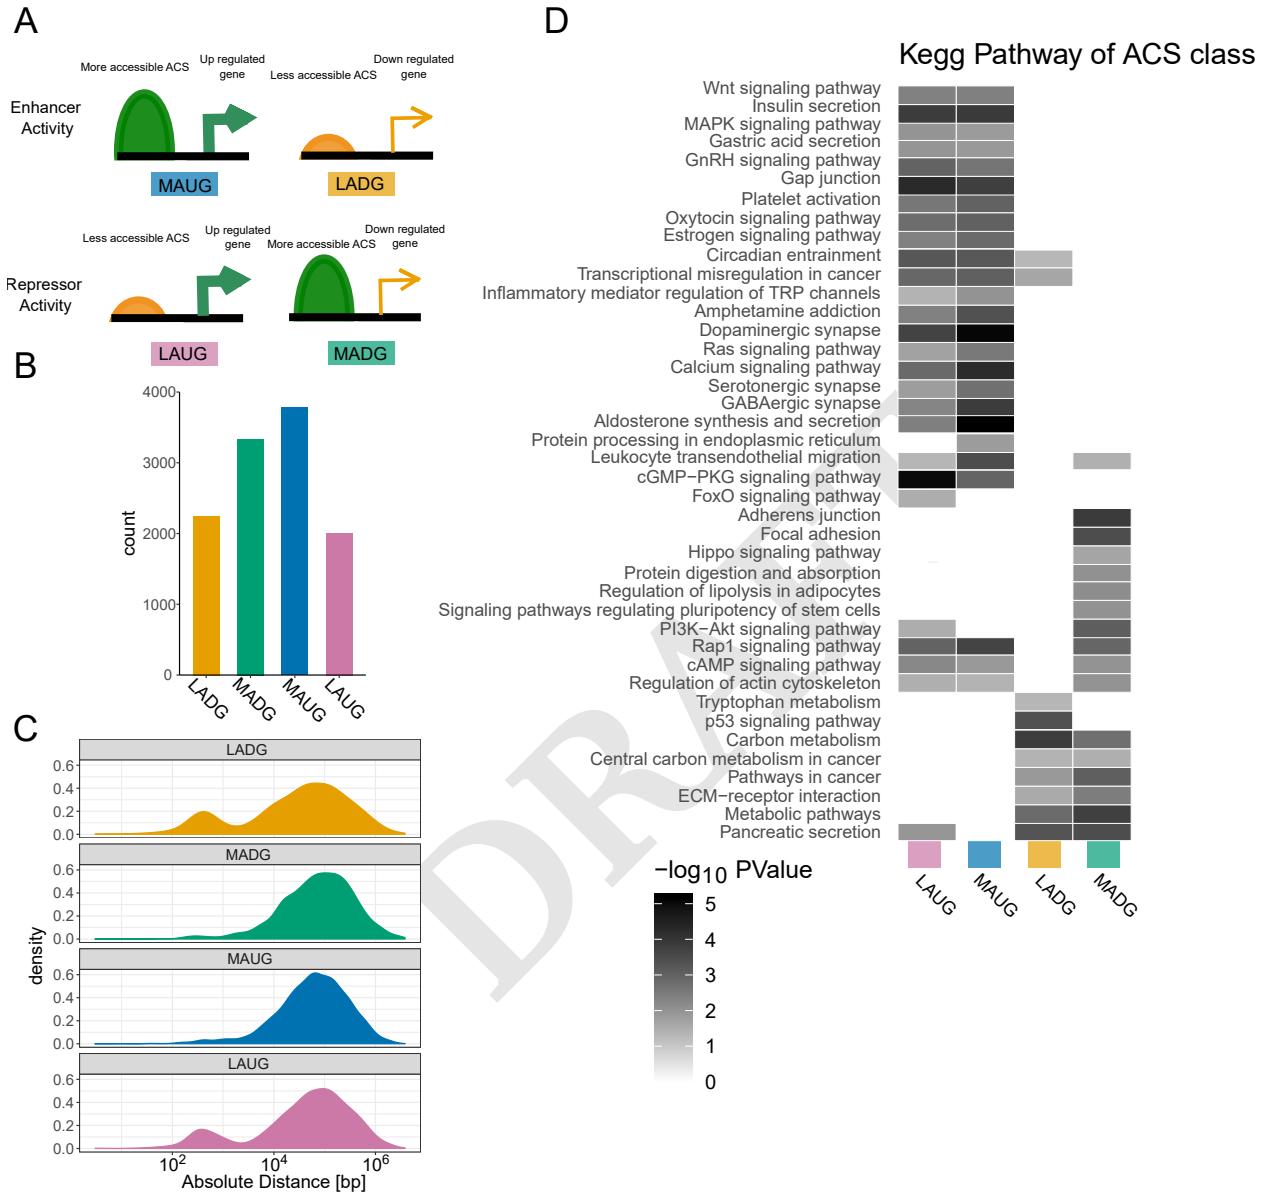 A
More accessible ACS
Up regulated
gene
Less accessible ACS
Down regulated
gene
Enhancer
Activity
MAUG
LADG
Less accessible ACS
Up regulated
gene
More accessible ACS
Down regulated
gene
Repressor
Activity
LAUG
MADG
B
4000
3000
2000
1000
0
count
LADG
MADG
MAUG
LAUG
C
LADG
0.6
0.4
0.2
0.0
MADG
0.6
0.4
0.2
0.0
MAUG
0.6
0.4
0.2
0.0
LAUG
0.6
0.4
0.2
0.0
density
10² 10⁴ 10⁶
Absolute Distance [bp]
D
Kegg Pathway of ACS class
Wnt signaling pathway
Insulin secretion
MAPK signaling pathway
Gastric acid secretion
GnRH signaling pathway
Gap junction
Platelet activation
Oxytocin signaling pathway
Estrogen signaling pathway
Circadian entrainment
Transcriptional misregulation in cancer
Inflammatory mediator regulation of TRP channels
Amphetamine addiction
Dopaminergic synapse
Ras signaling pathway
Calcium signaling pathway
Serotonergic synapse
GABAergic synapse
Aldosterone synthesis and secretion
Protein processing in endoplasmic reticulum
Leukocyte transendothelial migration
cGMP−PKG signaling pathway
FoxO signaling pathway
Adherens junction
Focal adhesion
Hippo signaling pathway
Protein digestion and absorption
Regulation of lipolysis in adipocytes
Signaling pathways regulating pluripotency of stem cells
PI3K−Akt signaling pathway
Rap1 signaling pathway
cAMP signaling pathway
Regulation of actin cytoskeleton
Tryptophan metabolism
p53 signaling pathway
Carbon metabolism
Central carbon metabolism in cancer
Pathways in cancer
ECM−receptor interaction
Metabolic pathways
Pancreatic secretion
LAUG
MAUG
LADG
MADG
−log10 PValue
5
4
3
2
1
0
DRAFT